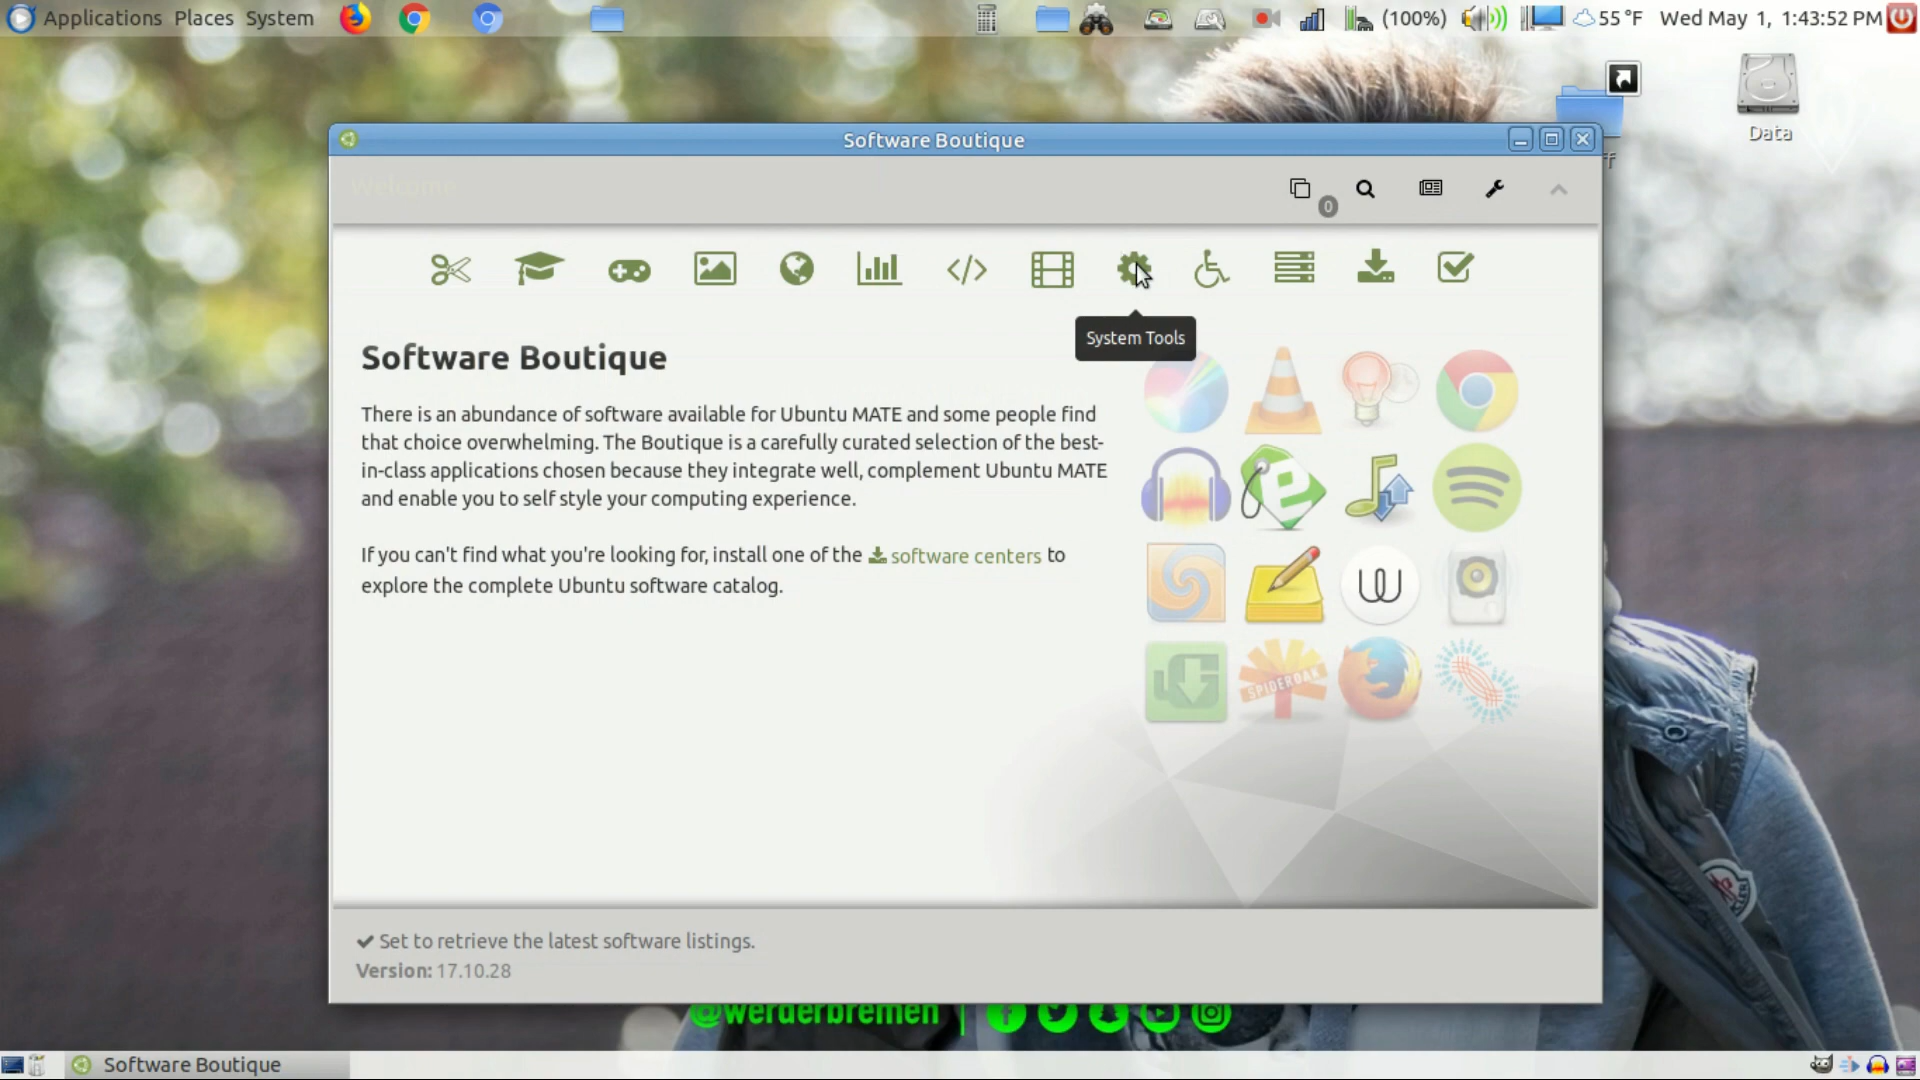 Applications Places System
(100%)
55 °F
Wed May 1, 1:43:52 PM
Data
Software Boutique
Welcome
0
System Tools
Software Boutique
There is an abundance of software available for Ubuntu MATE and some people find
that choice overwhelming. The Boutique is a carefully curated selection of the best-
in-class applications chosen because they integrate well, complement Ubuntu MATE
and enable you to self style your computing experience.
If you can't find what you're looking for, install one of the software centers to
explore the complete Ubuntu software catalog.
SPIDEROAK
Set to retrieve the latest software listings.
Version: 17.10.28
@werderbremen
Software Boutique